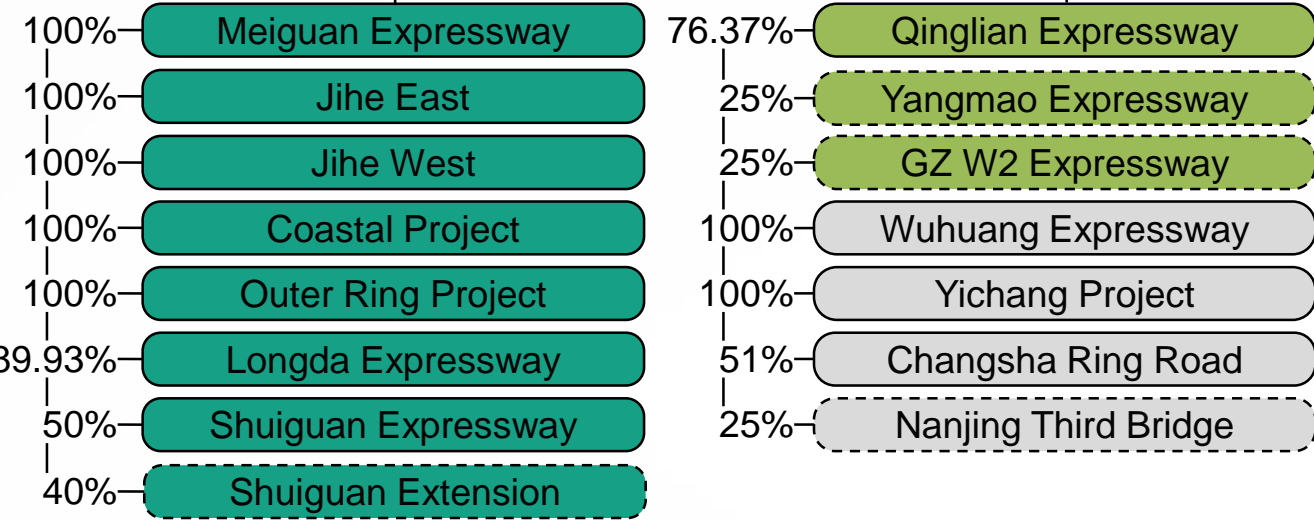 100% Meiguan Expressway
100% Jihe East
100% Jihe West
100% Coastal Project
100% Outer Ring Project
Longda Expressway
50% Shuiguan Expressway
40% Shuiguan Extension
76.37% Qinglian Expressway
25% Yangmao Expressway
25% GZ W2 Expressway
100% Wuhuang Expressway
100% Yichang Project
51% Changsha Ring Road
25% Nanjing Third Bridge